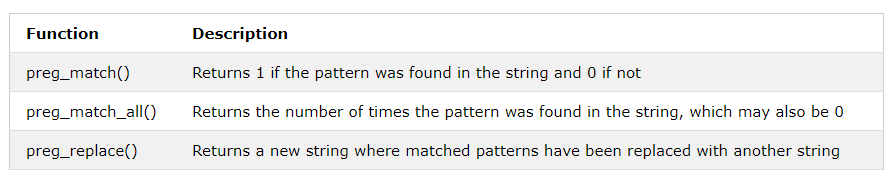 Function Description
preg_match() Returns 1 if the pattern was found in the string and 0 if not
preg_match_all() Returns the number of times the pattern was found in the string, which may also be 0
preg_replace() Returns a new string where matched patterns have been replaced with another string